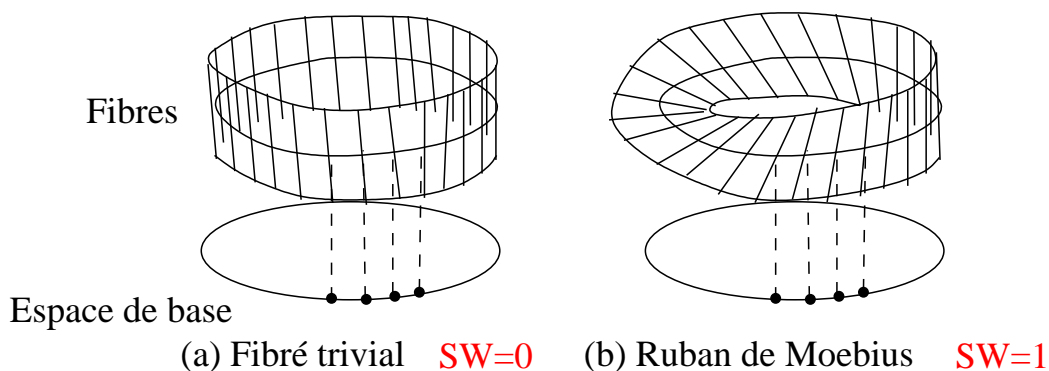 Fibres
Espace de base
(a) Fibré trivial SW=0
(b) Ruban de Moebius SW=1